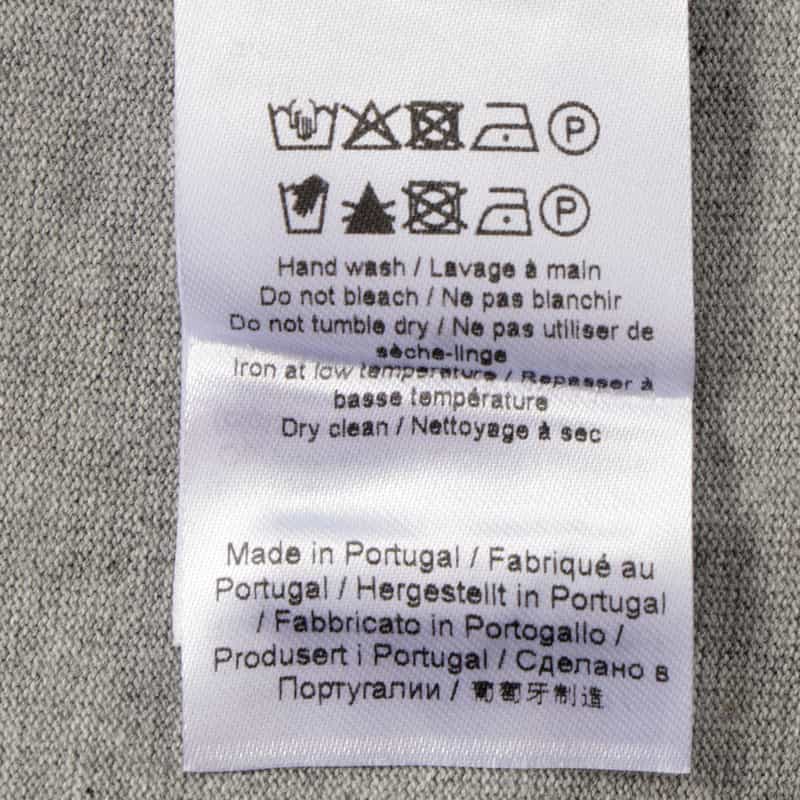 P
P
Hand wash / Lavage à main
Do not bleach / Ne pas blanchir
Do not tumble dry / Ne pas utiliser de
sèche-linge
Iron at low temperature / Repasser à
basse température
Dry clean / Nettoyage à sec
Made in Portugal / Fabriqué au
Portugal / Hergestellt in Portugal
/ Fabbricato in Portogallo /
Produsert i Portugal / Сделано в
Португалии / 葡萄牙制造